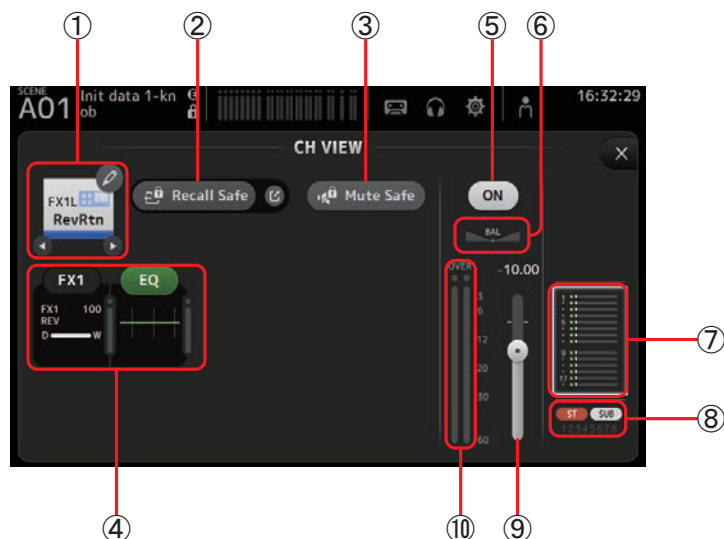 ① ② ③ ⑤ ⑥
SCENE
A01
Init data 1-kn
ob
16:32:29
CH VIEW
FX1L
RevRtn
Recall Safe
Mute Safe
ON
BAL
FX1
EQ
FX1 100
REV
D W
OVER
-10.00
3
6
12
20
30
60
1
5
9
17
⑦
ST SUB
12345678
⑧
④ ⑩ ⑨